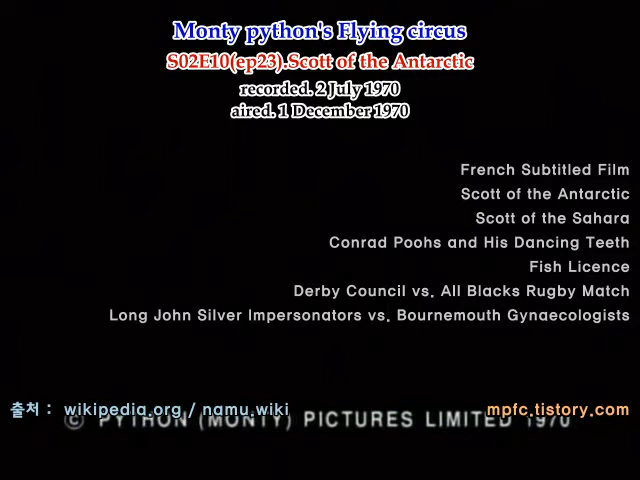 Monty python's Flying circus
S02E10(ep23).Scott of the Antarctic
recorded. 2 July 1970
aired. 1 December 1970
French Subtitled Film
Scott of the Antarctic
Scott of the Sahara
Conrad Poohs and His Dancing Teeth
Fish Licence
Derby Council vs. All Blacks Rugby Match
Long John Silver Impersonators vs. Bournemouth Gynaecologists
출처 : wikipedia.org / namu.wiki
mpfc.tistory.com
© PYTHON (MONTY) PICTURES LIMITED 1970